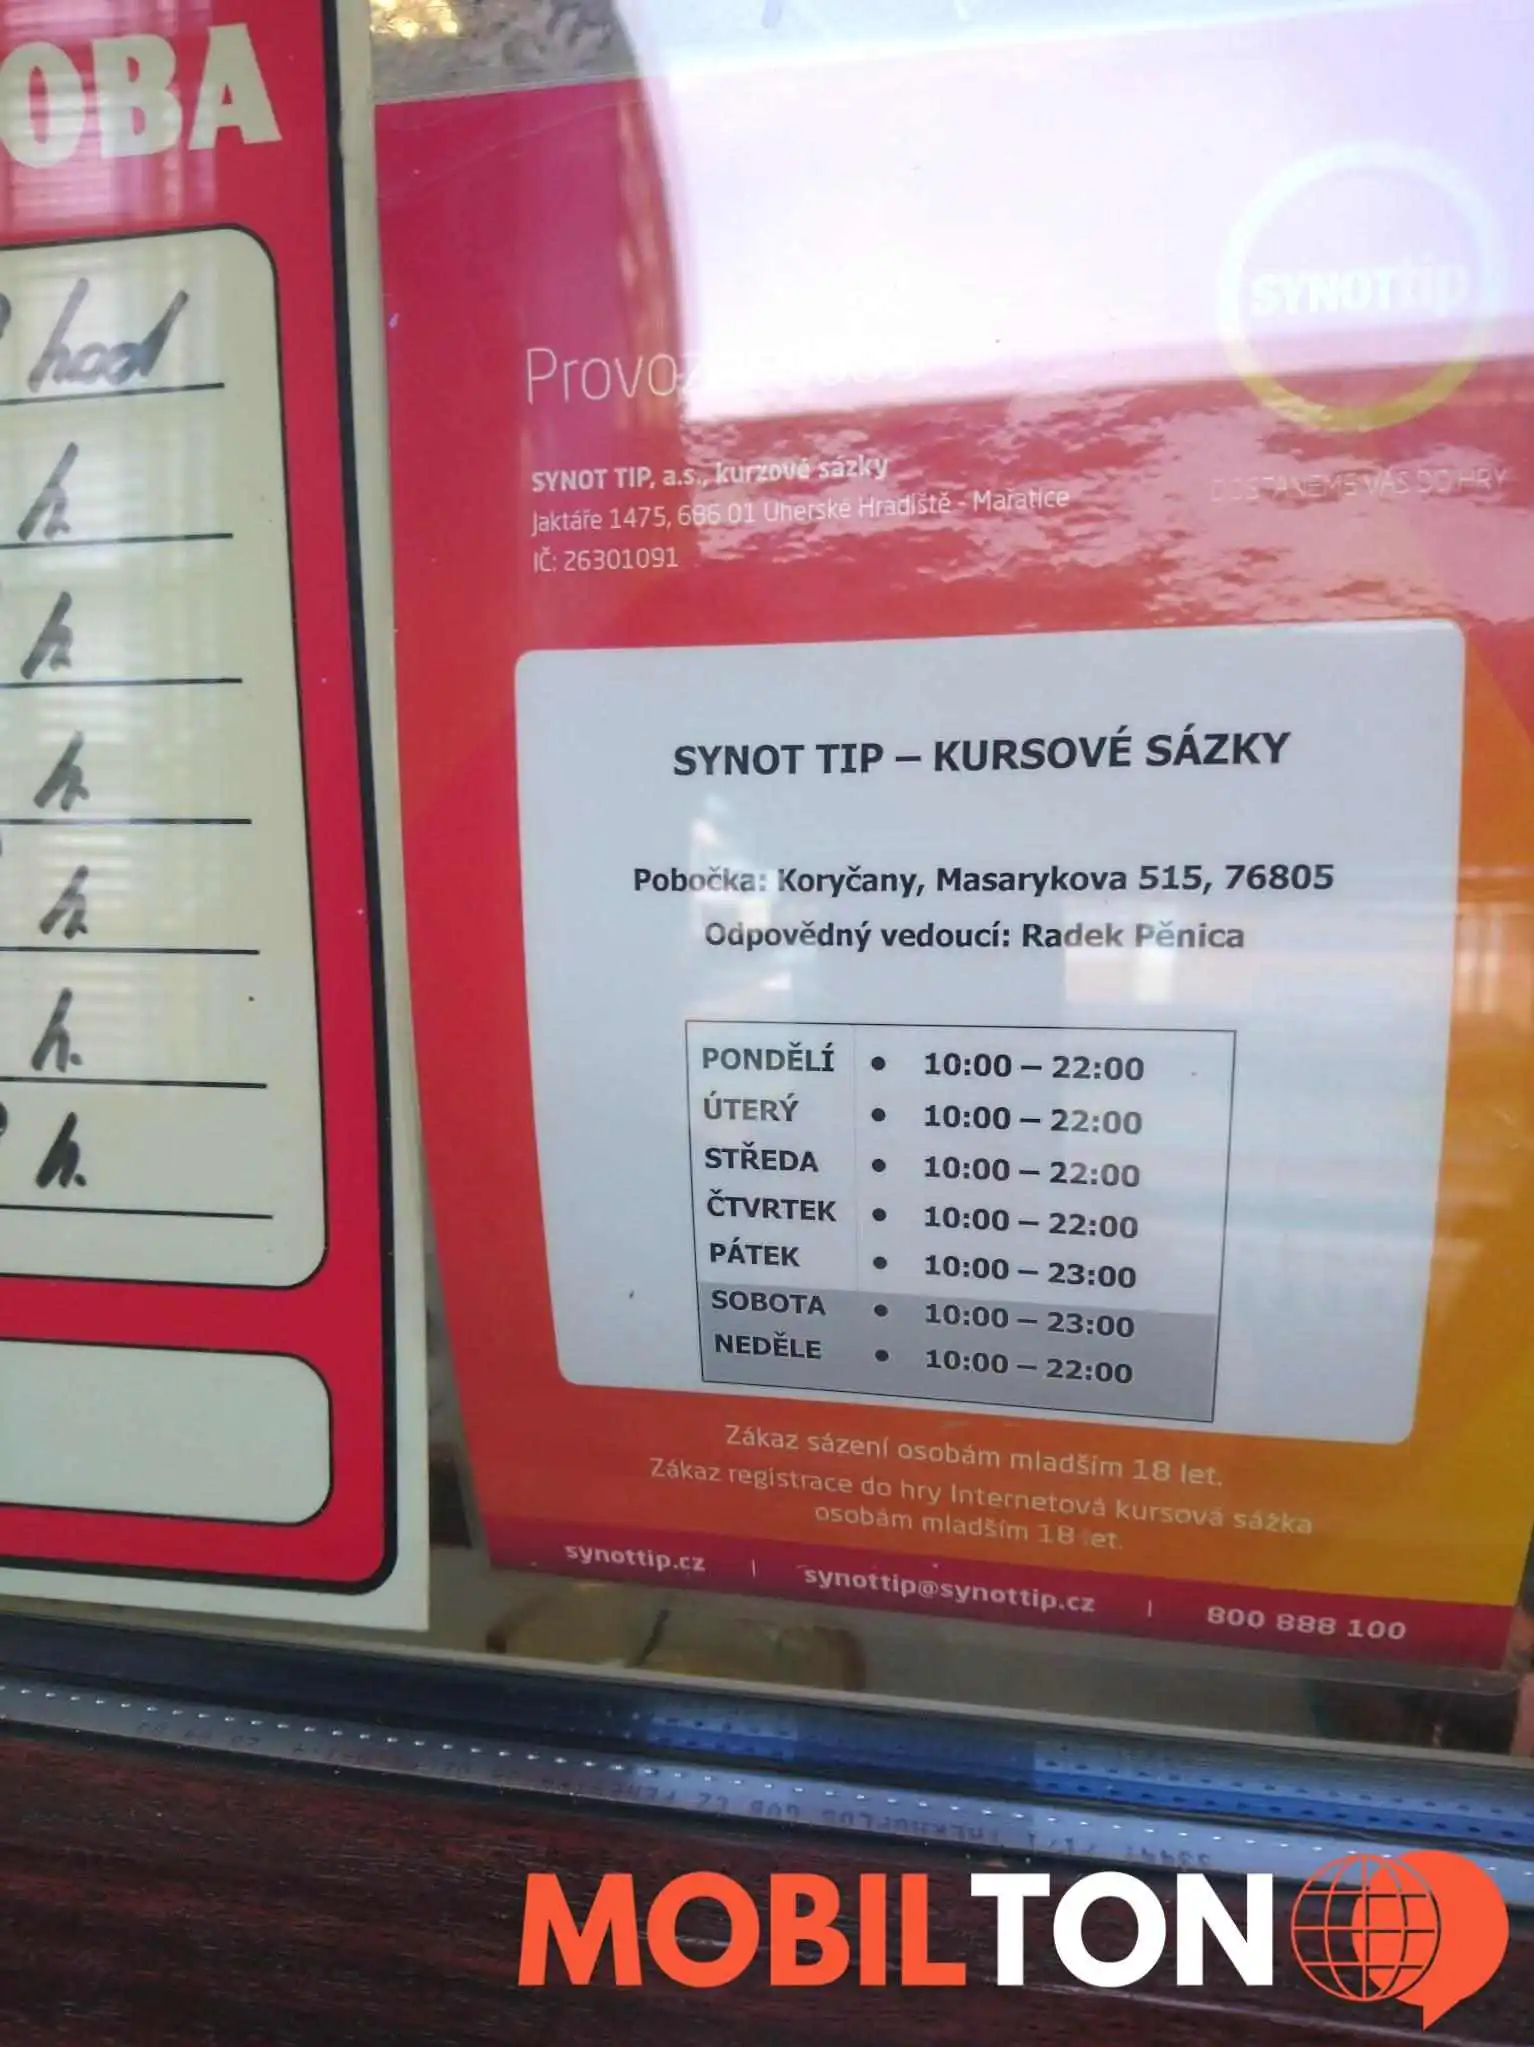 OBA
hod
h.
h.
h.
h.
h.
h.
SYNOT tip
SYNOT TIP, a.s., kurzové sázky
Jaktáře 1475, 686 01 Uherské Hradiště - Mařatice
IČ: 26301091
DOSTANEME VÁS DO HRY
SYNOT TIP – KURSOVÉ SÁZKY
Pobočka: Koryčany, Masarykova 515, 76805
Odpovědný vedoucí: Radek Pěnica
PONDĚLÍ • 10:00 – 22:00
ÚTERÝ • 10:00 – 22:00
STŘEDA • 10:00 – 22:00
ČTVRTEK • 10:00 – 22:00
PÁTEK • 10:00 – 23:00
SOBOTA • 10:00 – 23:00
NEDĚLE • 10:00 – 22:00
Zákaz sázení osobám mladším 18 let.
Zákaz registrace do hry Internetová kursová sázka
osobám mladším 18 let.
synottip.cz | synottip@synottip.cz | 800 888 100
MOBILTON